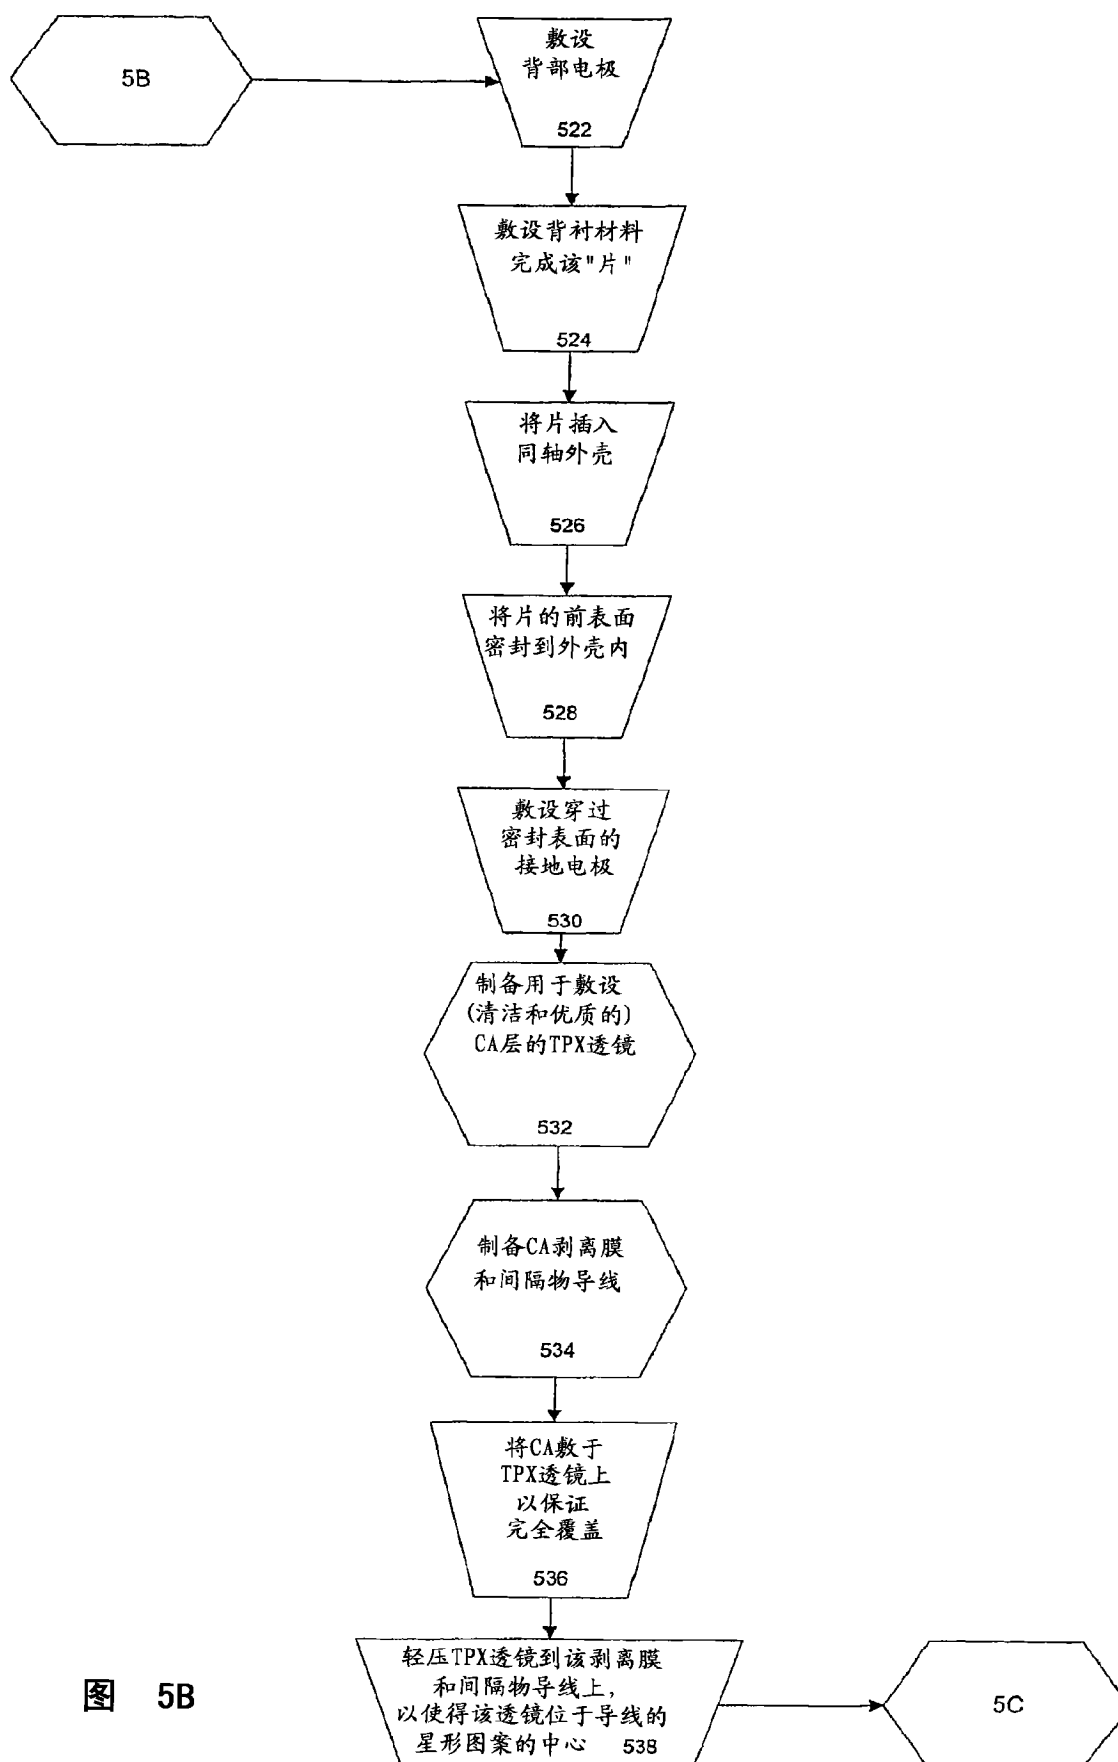 5B
敷设
背部电极
522
敷设背衬材料
完成该"片"
524
将片插入
同轴外壳
526
将片的前表面
密封到外壳内
528
敷设穿过
密封表面的
接地电极
530
制备用于敷设
(清洁和优质的)
CA层的TPX透镜
532
制备CA剥离膜
和间隔物导线
534
将CA敷于
TPX透镜上
以保证
完全覆盖
536
轻压TPX透镜到该剥离膜
和间隔物导线上，
以使得该透镜位于导线的
星形图案的中心 538
5C
图 5B